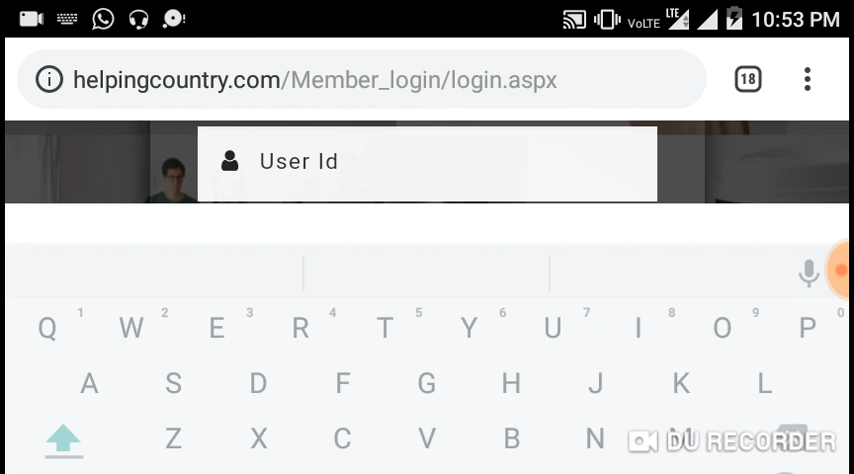 VoLTE LTE 10:53 PM
helpingcountry.com/Member_login/login.aspx 18
User Id
1 2 3 4 5 6 7 8 9 0
Q W E R T Y U I O P
A S D F G H J K L
Z X C V B N M
DU RECORDER